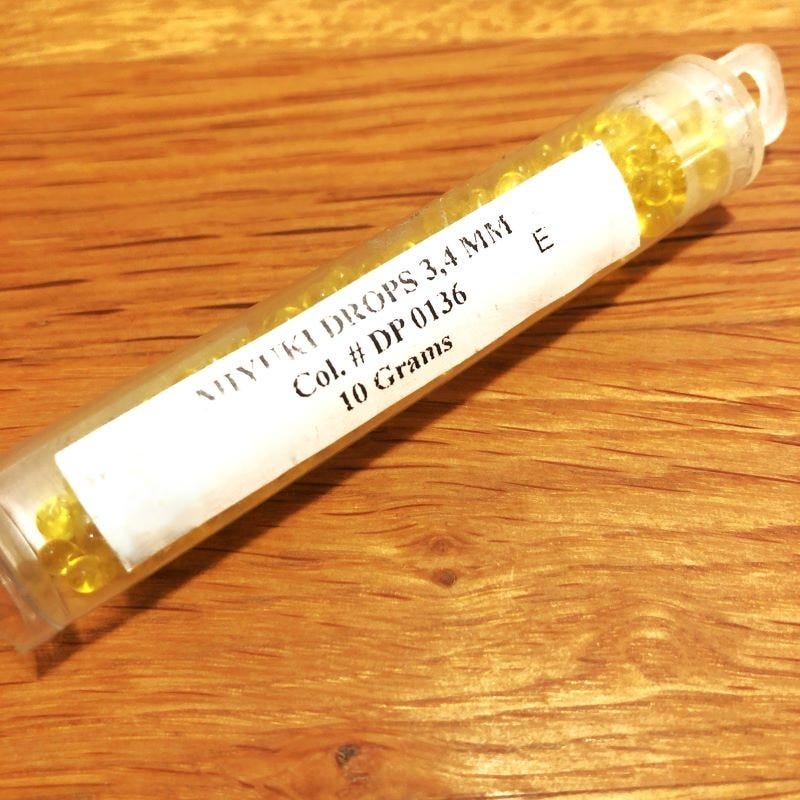 MIYUKI DROPS 3,4 MM
E
Col. # DP 0136
10 Grams